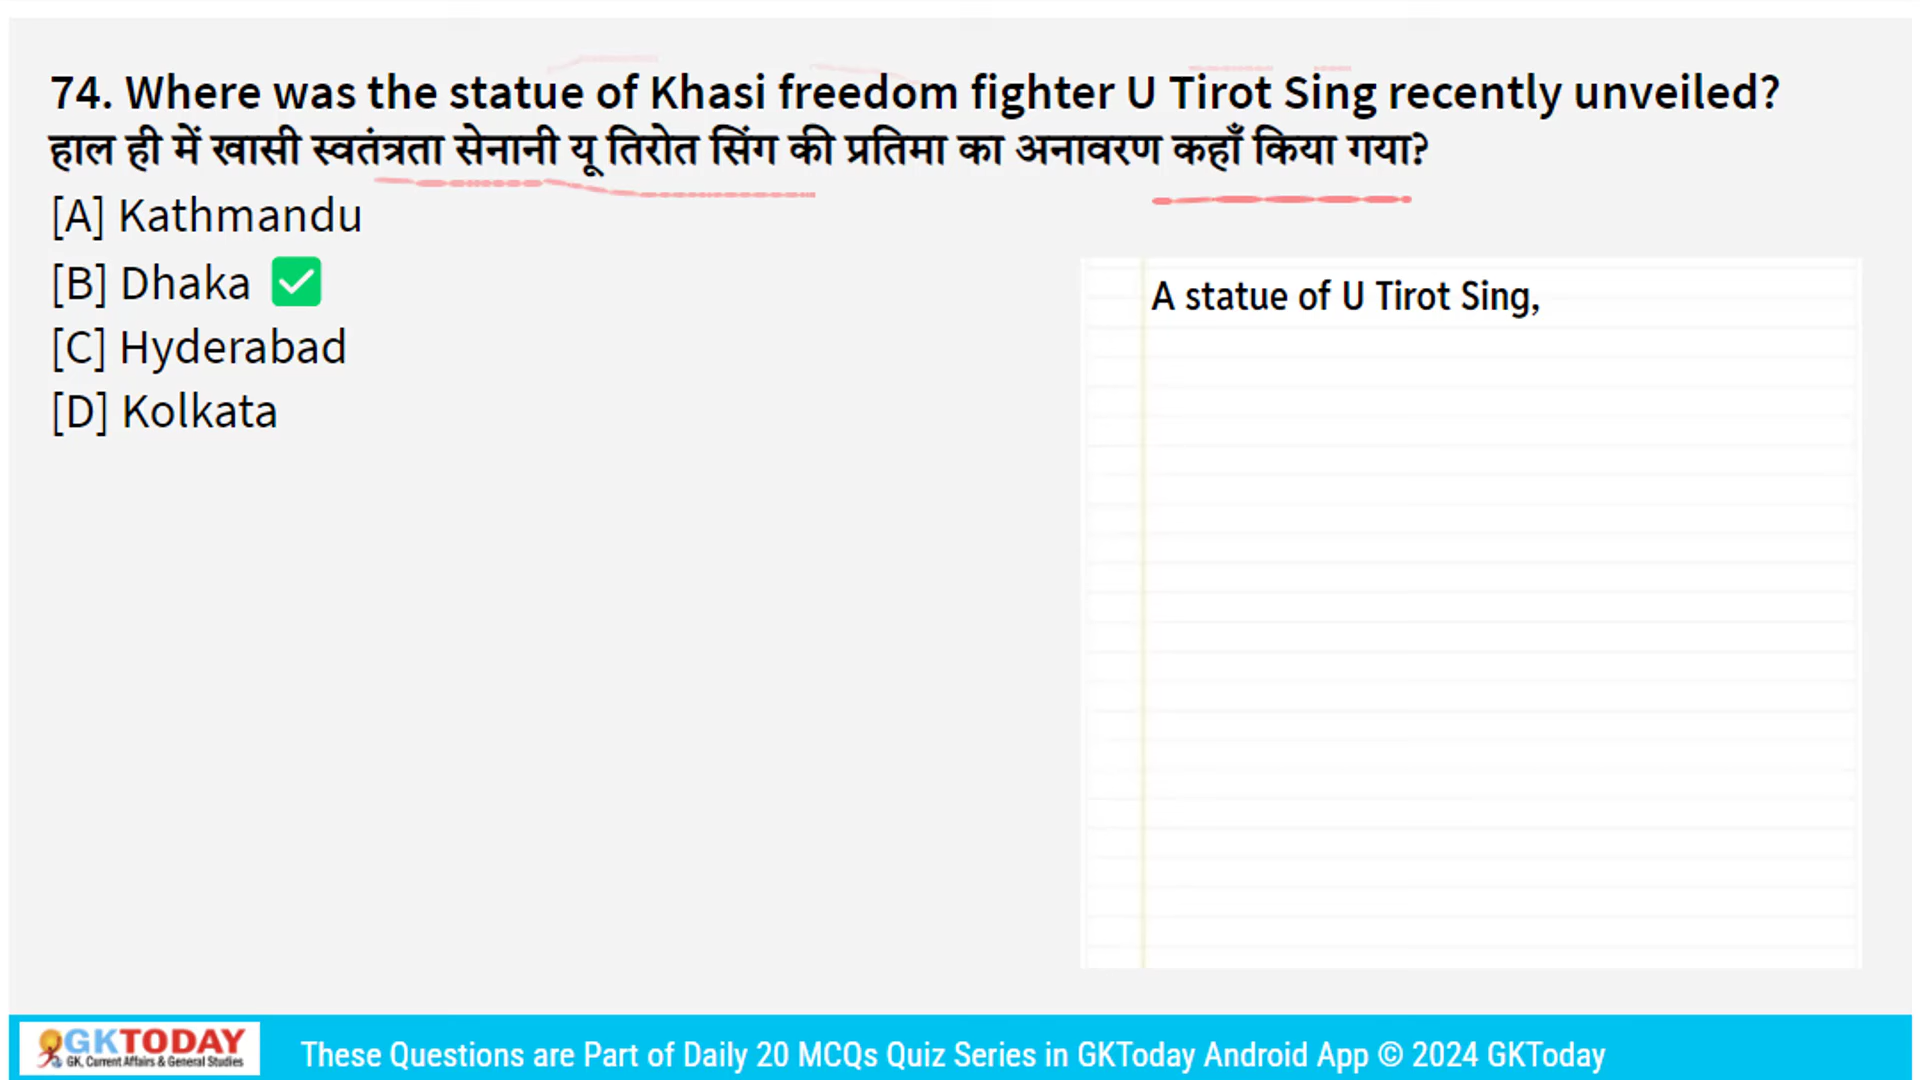 74. Where was the statue of Khasi freedom fighter U Tirot Sing recently unveiled?
हाल ही में खासी स्वतंत्रता सेनानी यू तिरोत सिंग की प्रतिमा का अनावरण कहाँ किया गया?
[A] Kathmandu
[B] Dhaka ✅
[C] Hyderabad
[D] Kolkata
A statue of U Tirot Sing,
GKTODAY
GK, Current Affairs & General Studies
These Questions are Part of Daily 20 MCQs Quiz Series in GKToday Android App © 2024 GKToday